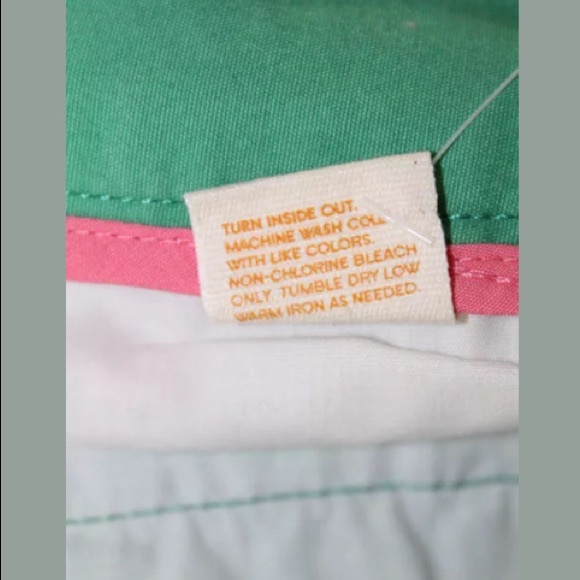 TURN INSIDE OUT.
MACHINE WASH COLD
WITH LIKE COLORS.
NON-CHLORINE BLEACH
ONLY. TUMBLE DRY LOW
WARM IRON AS NEEDED.